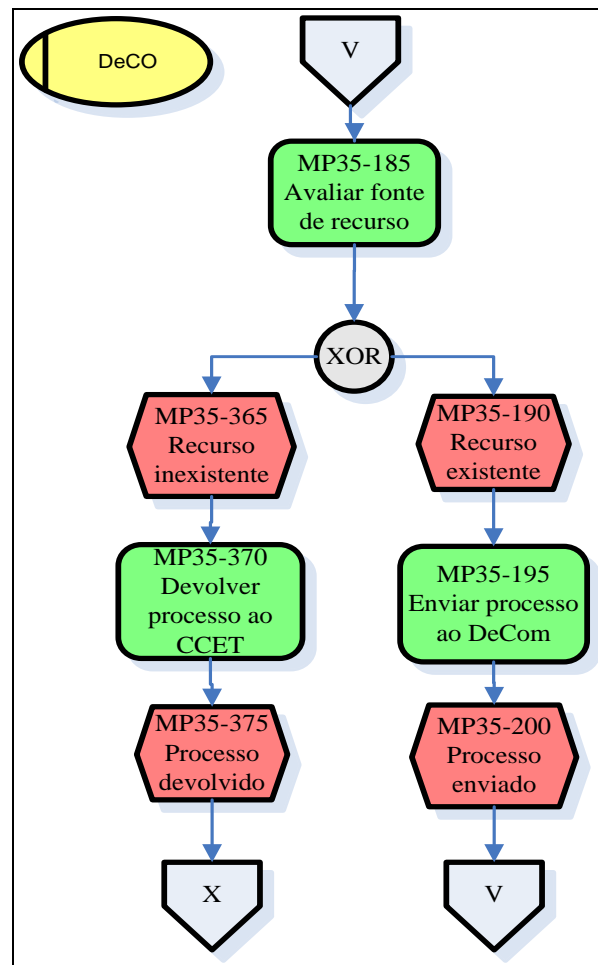 DeCO
V
MP35-185
Avaliar fonte
de recurso
XOR
MP35-365
Recurso
inexistente
MP35-190
Recurso
existente
MP35-370
Devolver
processo ao
CCET
MP35-195
Enviar processo
ao DeCom
MP35-375
Processo
devolvido
MP35-200
Processo
enviado
X
V